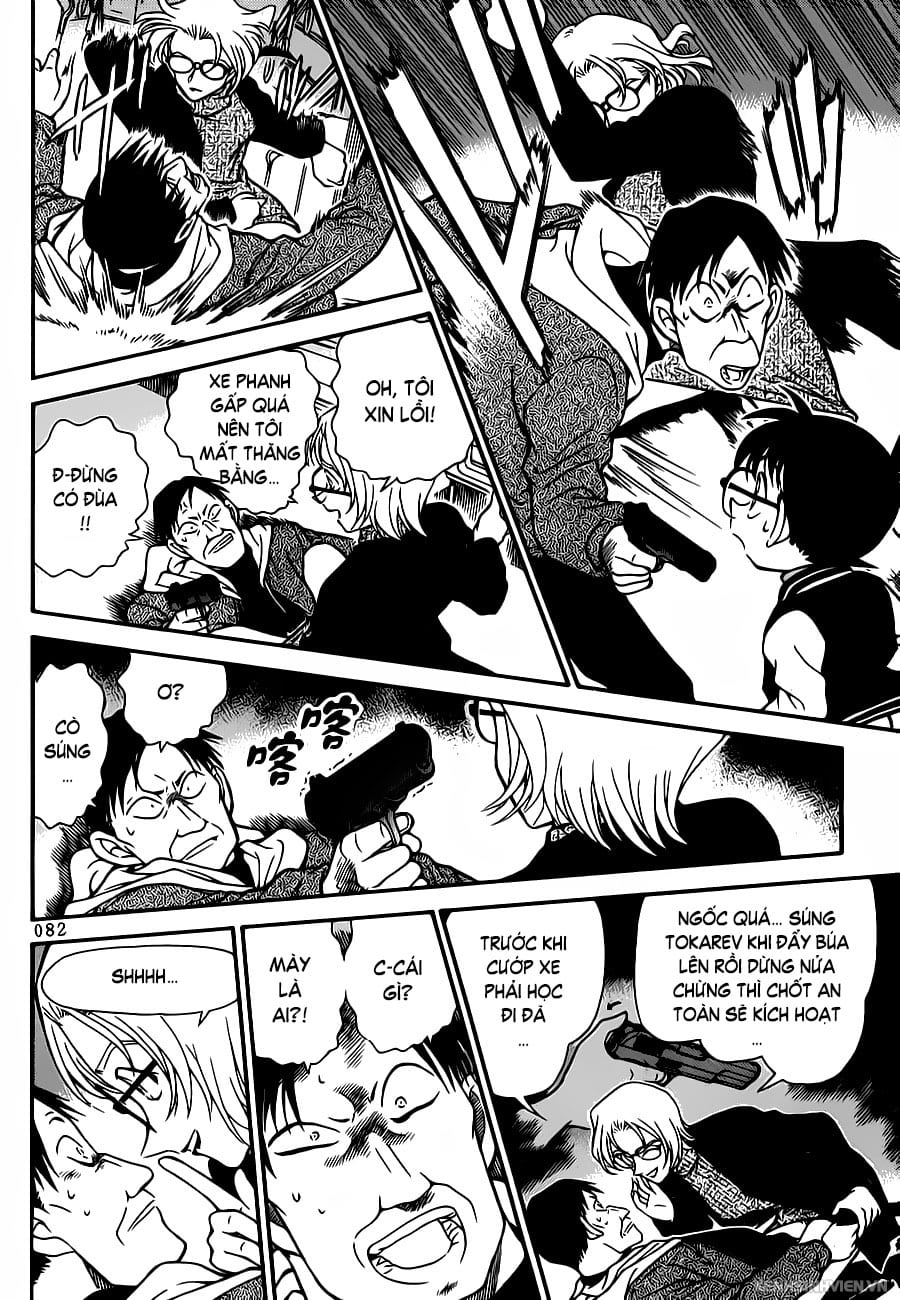 OH, TÔI
XIN LỖI!
XE PHANH
GẤP QUÁ
NÊN TÔI
MẤT THĂNG
BẰNG...
Đ-ĐỪNG
CÓ ĐÙA
!!
Ơ?
CÒ
SÚNG
...
喀
喀
082
NGỐC QUÁ... SÚNG
TOKAREV KHI ĐẨY BÚA
LÊN RỒI DỪNG NỬA
CHỪNG THÌ CHỐT AN
TOÀN SẼ KÍCH HOẠT
...
TRƯỚC KHI
CƯỚP XE
PHẢI HỌC
ĐI ĐÃ
...
C-CÁI
GÌ?
MÀY
LÀ
AI?!
SHHHH...